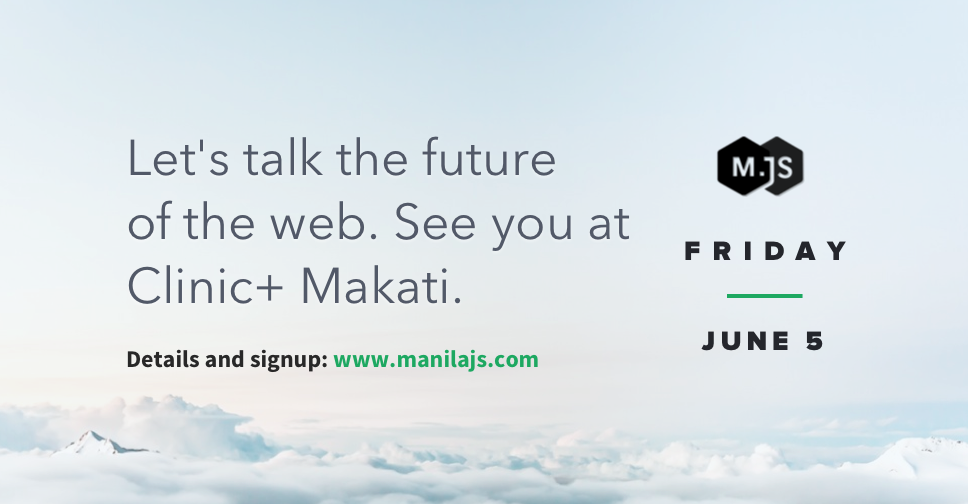 Let's talk the future
of the web. See you at
Clinic+ Makati.
Details and signup: www.manilajs.com
M.JS
FRIDAY
JUNE 5